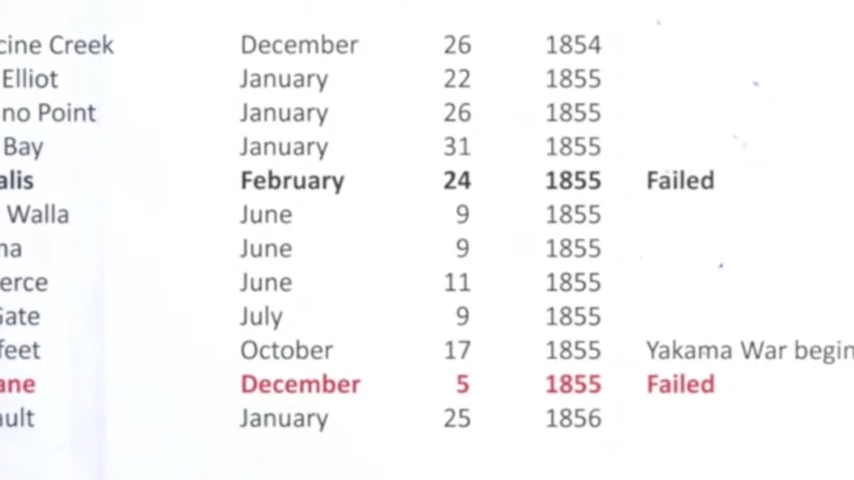 cine Creek December 26 1854
Elliot January 22 1855
no Point January 26 1855
Bay January 31 1855
alis February 24 1855 Failed
Walla June 9 1855
ma June 9 1855
erce June 11 1855
Gate July 9 1855
feet October 17 1855 Yakama War begin
ane December 5 1855 Failed
ault January 25 1856